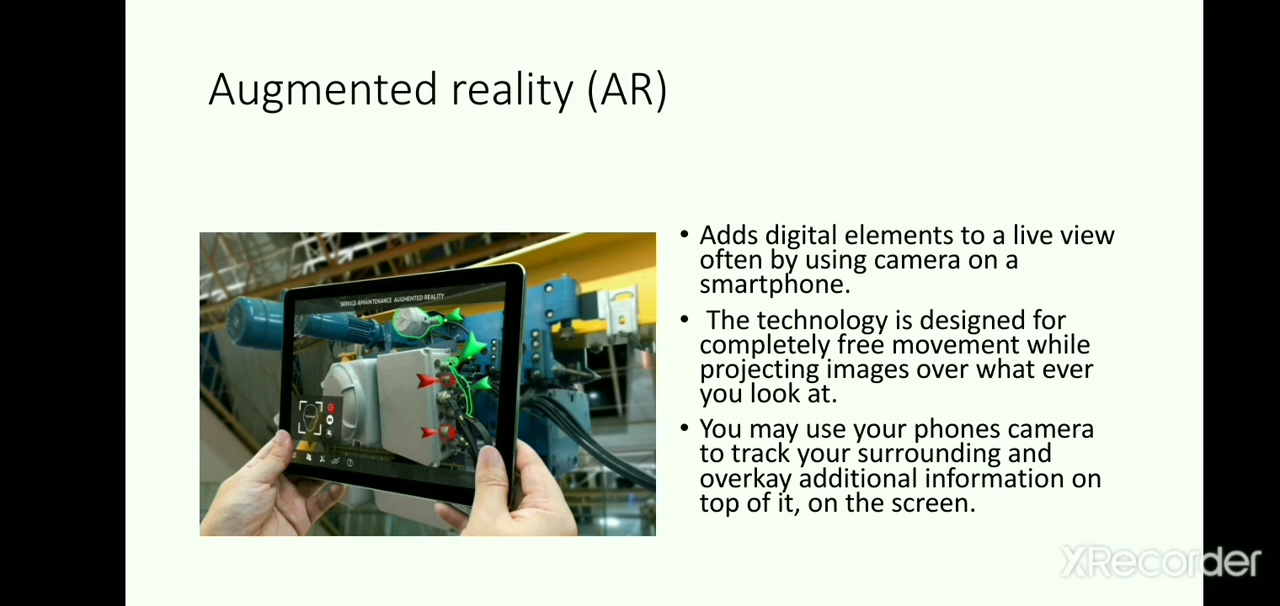 Augmented reality (AR)
SERVICE &MAINTENANCE AUGMENTED REALITY
• Adds digital elements to a live view
often by using camera on a
smartphone.
• The technology is designed for
completely free movement while
projecting images over what ever
you look at.
• You may use your phones camera
to track your surrounding and
overkay additional information on
top of it, on the screen.
XRecorder